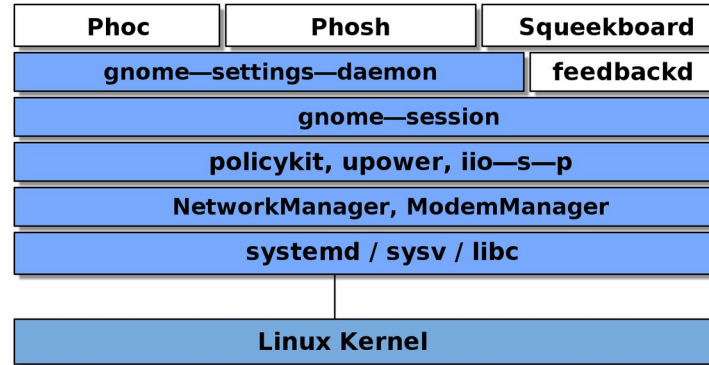 Phoc Phosh Squeekboard
gnome—settings—daemon feedbackd
gnome—session
policykit, upower, iio—s—p
NetworkManager, ModemManager
systemd / sysv / libc
Linux Kernel